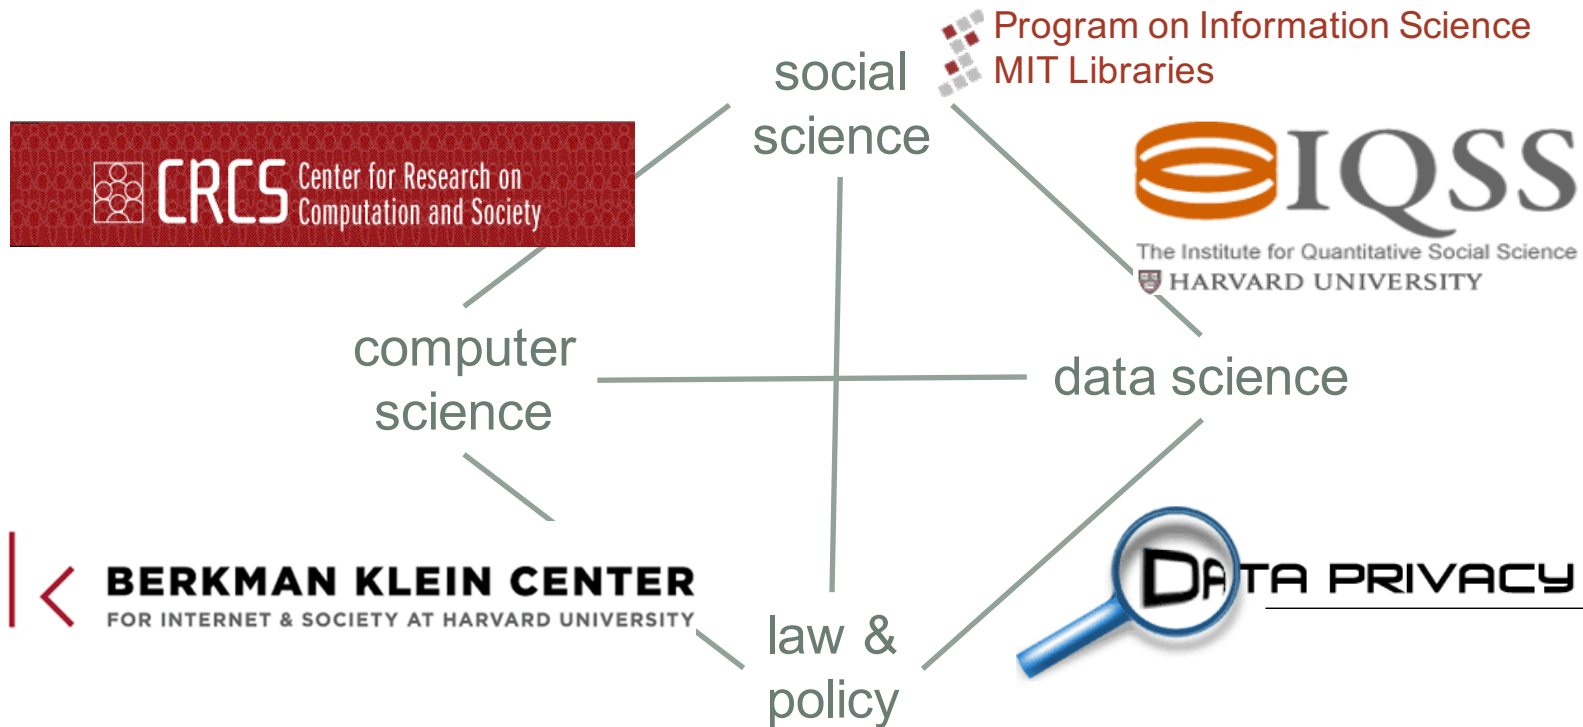 Program on Information Science
MIT Libraries
social
science
CRCS Center for Research on
Computation and Society
IQSS
The Institute for Quantitative Social Science
HARVARD UNIVERSITY
computer
science
data science
BERKMAN KLEIN CENTER
FOR INTERNET & SOCIETY AT HARVARD UNIVERSITY
DATA PRIVACY
law &
policy